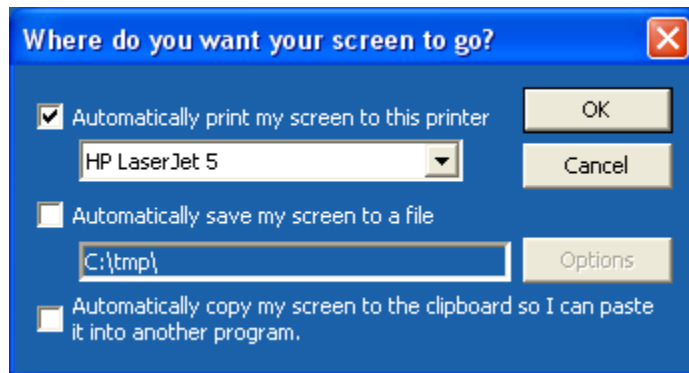 Where do you want your screen to go?
Automatically print my screen to this printer
OK
HP LaserJet 5
Cancel
Automatically save my screen to a file
C:\tmp\
Options
Automatically copy my screen to the clipboard so I can paste
it into another program.